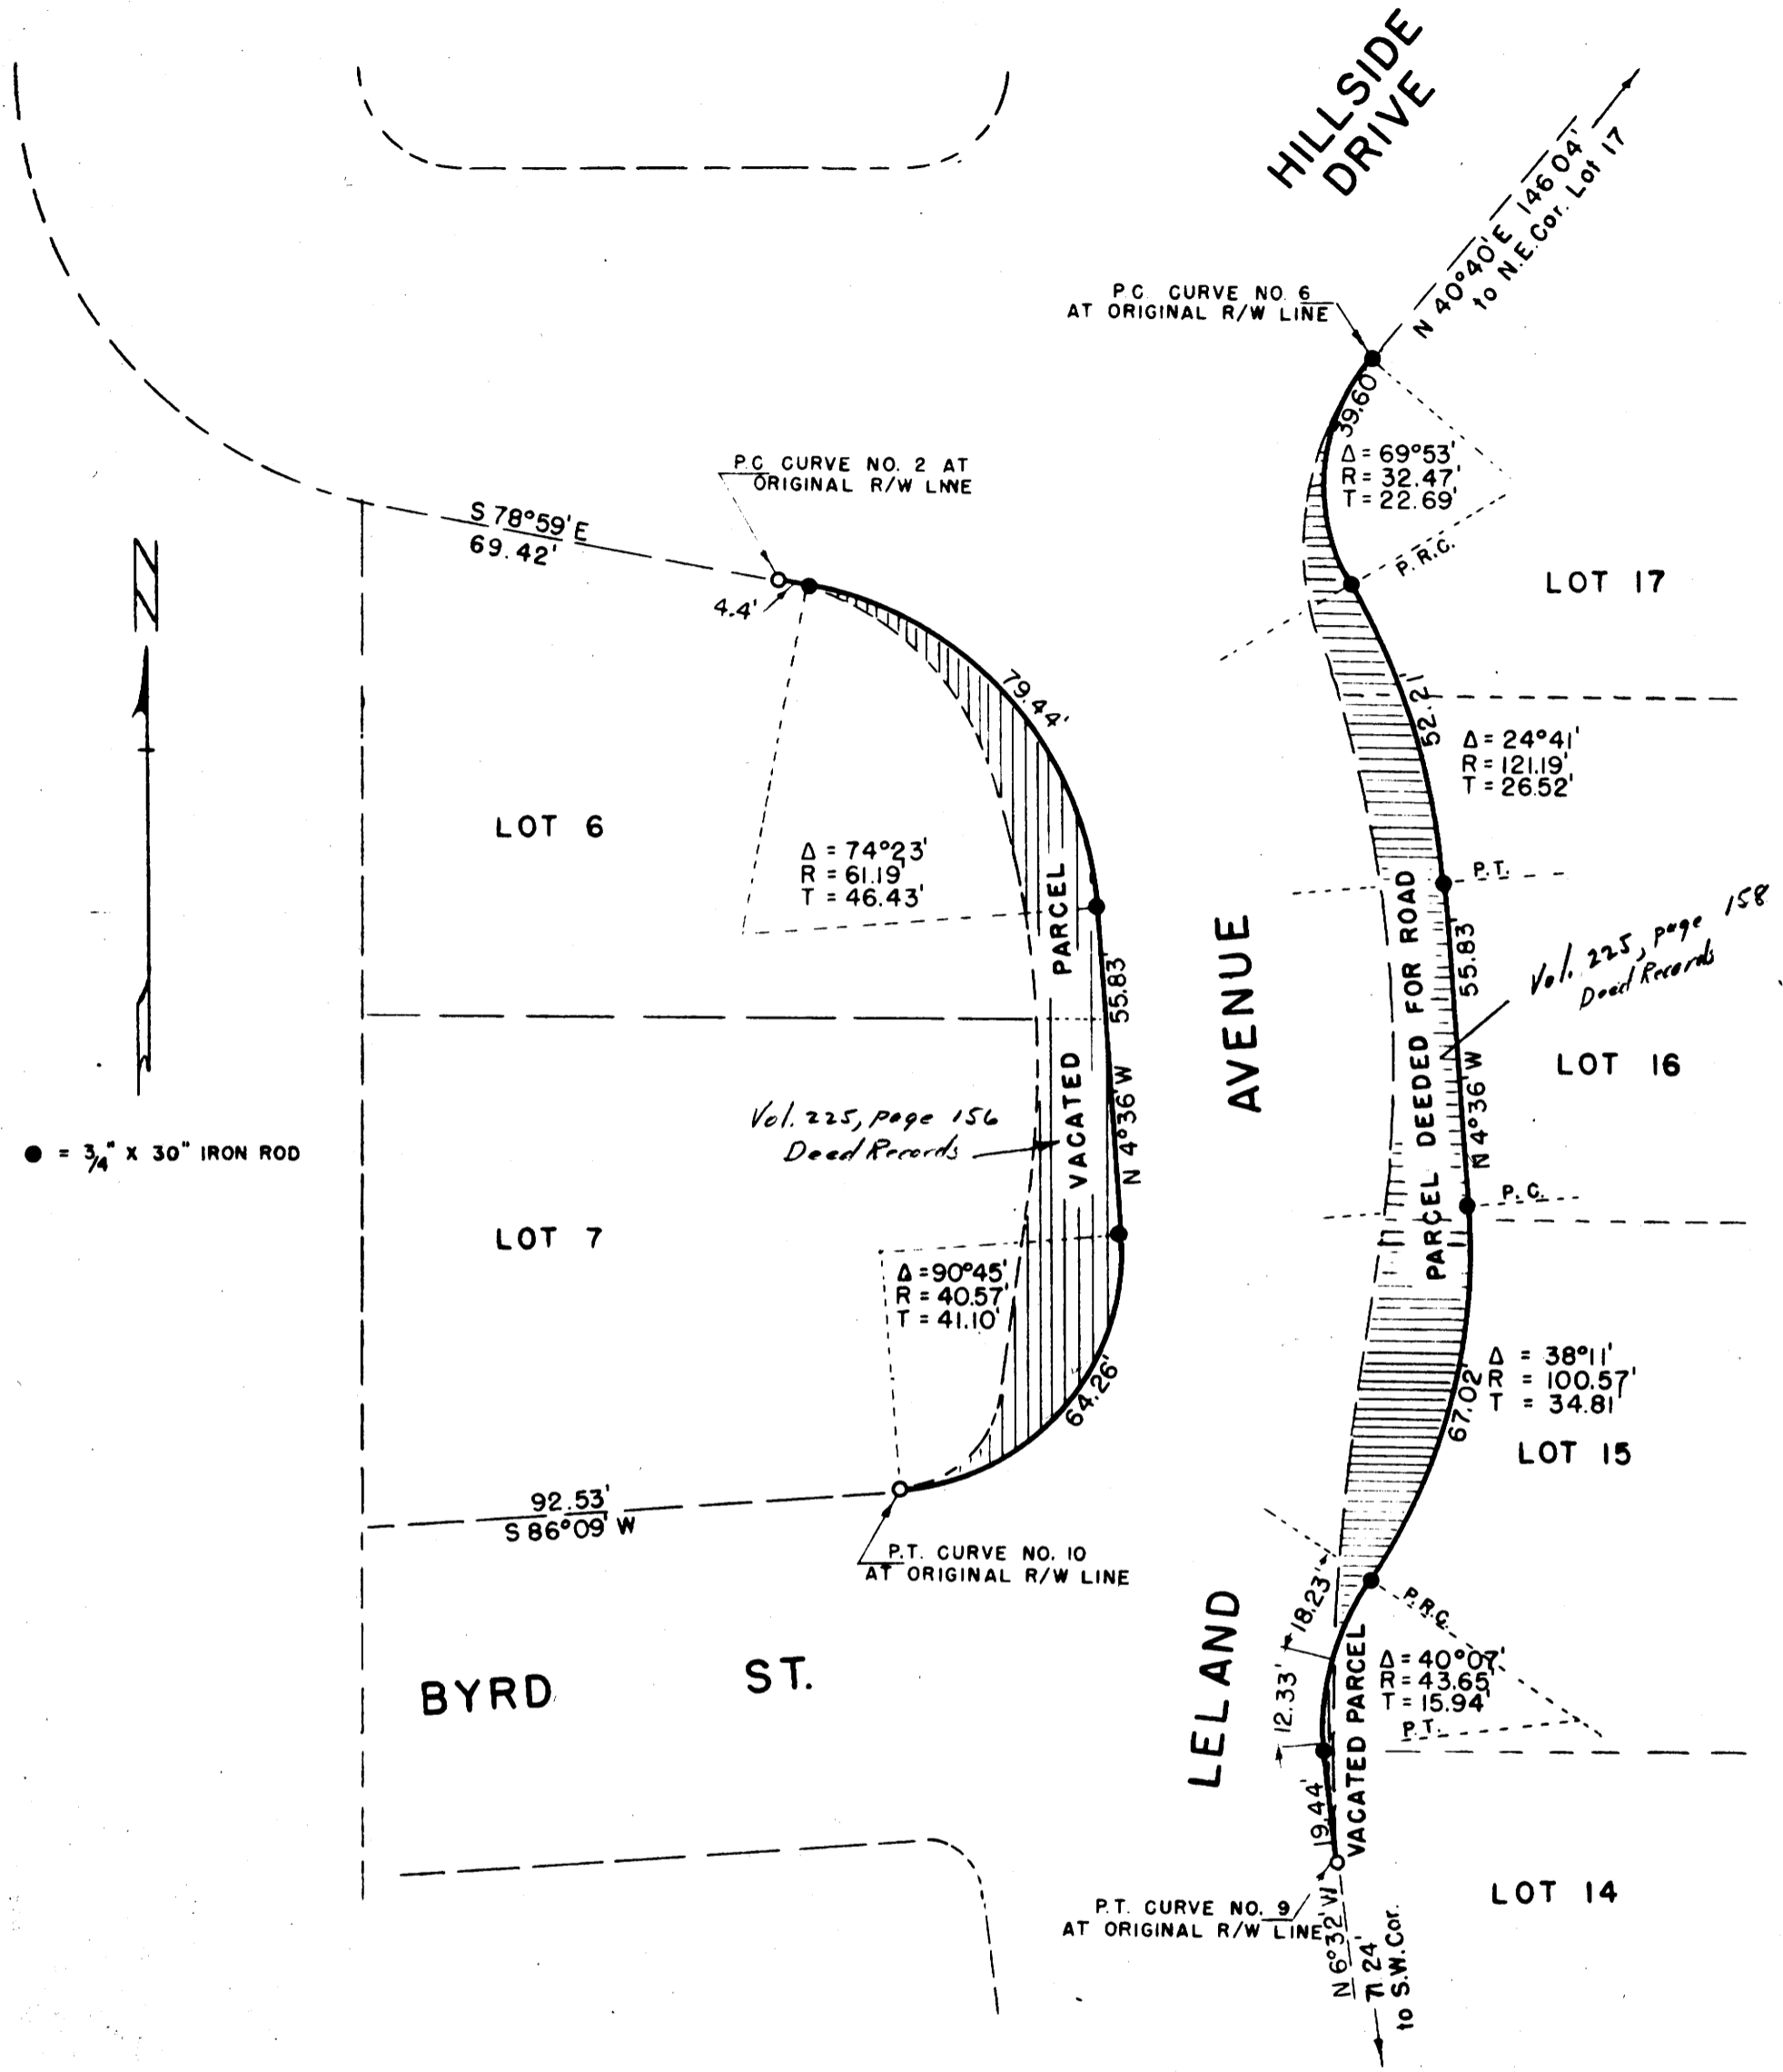 HILLSIDE
DRIVE
N 40°40'E 146.04'
to N.E.Cor. Lot 17
P.C. CURVE NO. 6
AT ORIGINAL R/W LINE
39.60
Δ = 69°53'
R = 32.47'
T = 22.69'
P.R.C.
LOT 17
P.C. CURVE NO. 2 AT
ORIGINAL R/W LINE
S 78°59'E
69.42'
4.4'
N
79.44'
52.21'
Δ = 24°41'
R = 121.19'
T = 26.52'
LOT 6
Δ = 74°23'
R = 61.19'
T = 46.43'
P.T.
VACATED PARCEL
55.83'
N 4°36'W
AVENUE
PARCEL DEEDED FOR ROAD
55.83'
N 4°36'W
Vol. 225, page 158
Deed Records
LOT 16
Vol. 225, page 156
Deed Records
● = 3/4" X 30" IRON ROD
P.C.
LOT 7
Δ = 90°45'
R = 40.57'
T = 41.10'
64.26'
67.02'
Δ = 38°11'
R = 100.57'
T = 34.81'
LOT 15
92.53'
S 86°09' W
P.T. CURVE NO. 10
AT ORIGINAL R/W LINE
18.23'
P.R.C.
12.33'
Δ = 40°07'
R = 43.65'
T = 15.94'
P.T.
BYRD ST.
LELAND
VACATED PARCEL
19.44'
LOT 14
P.T. CURVE NO. 9
AT ORIGINAL R/W LINE
N 6°32' W
71.24'
to S.W.Cor.